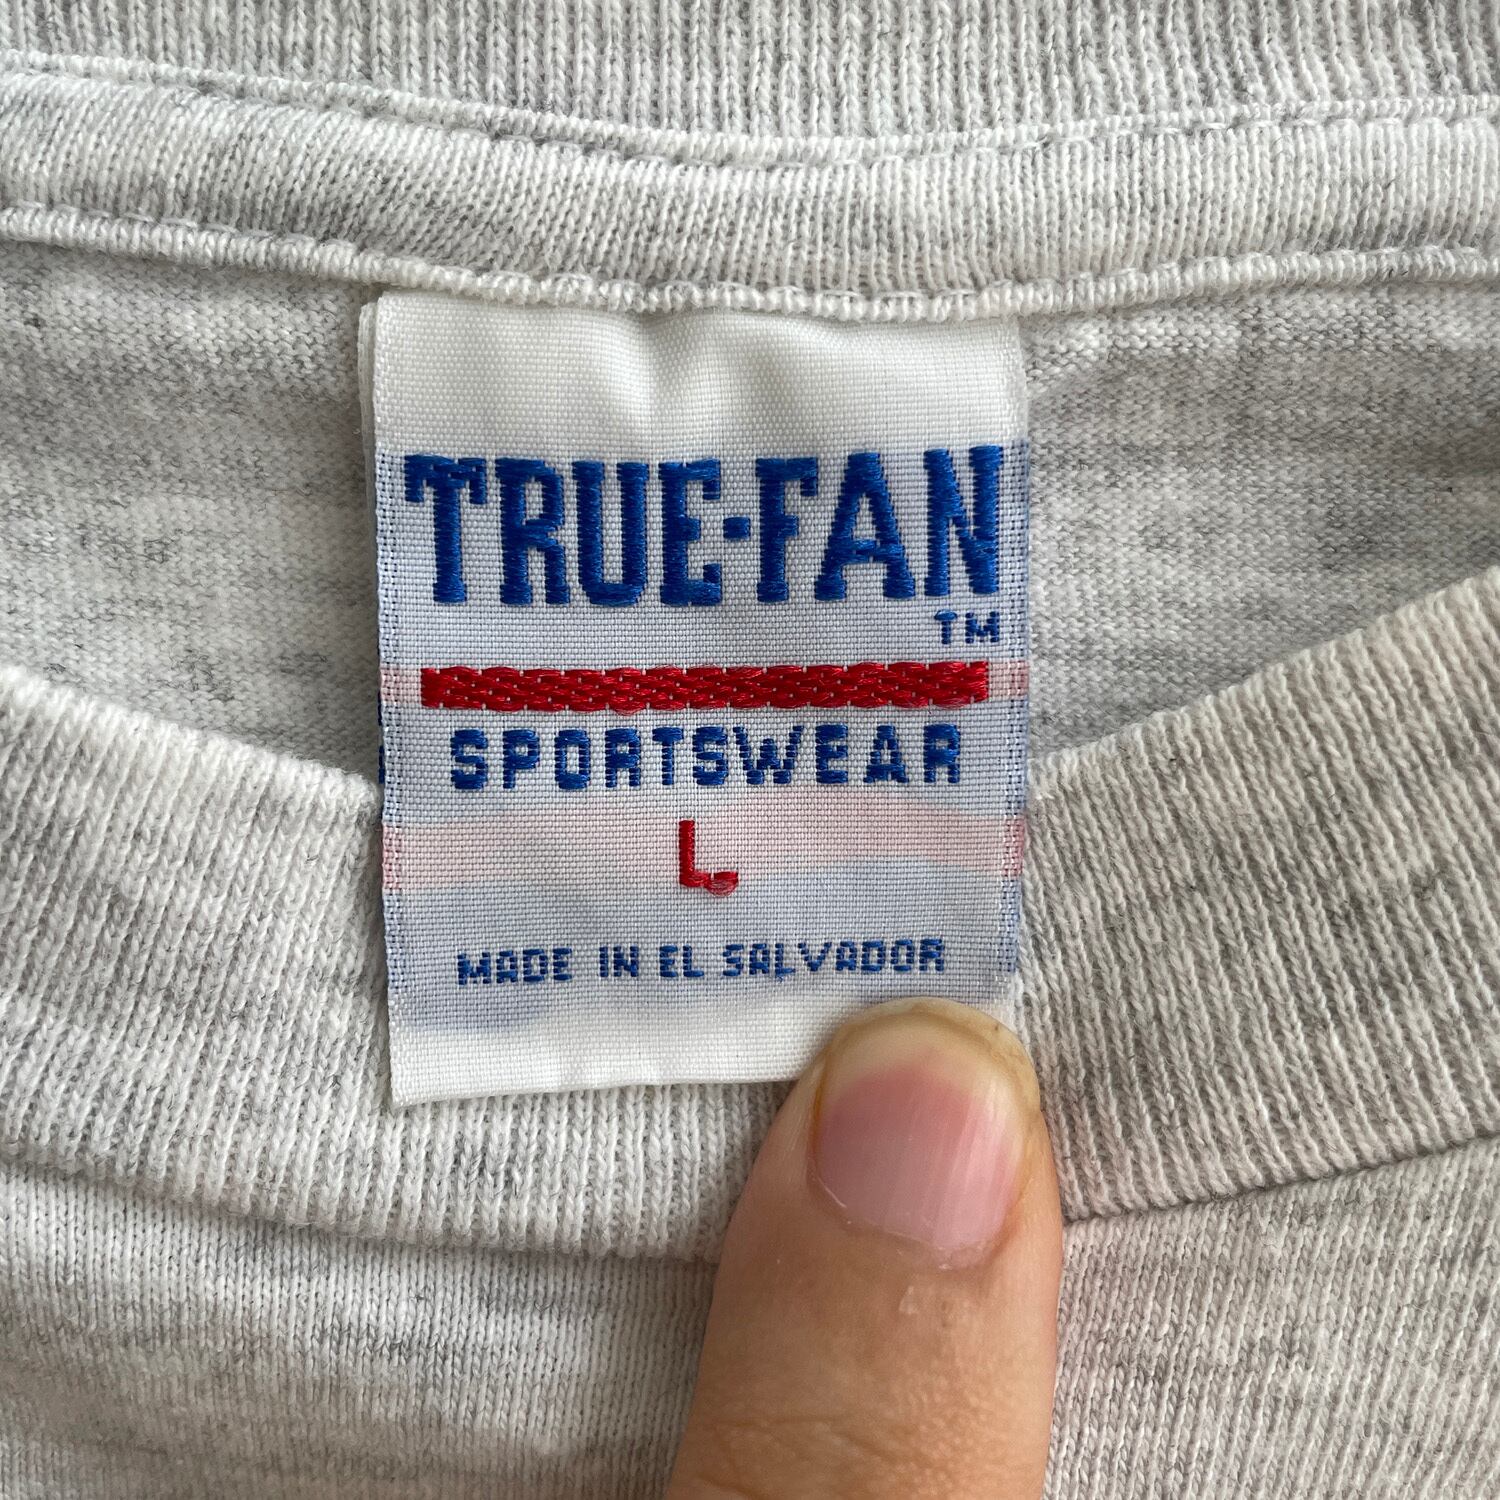 TRUE·FAN
TM
SPORTSWEAR
L
MADE IN EL SALVADOR